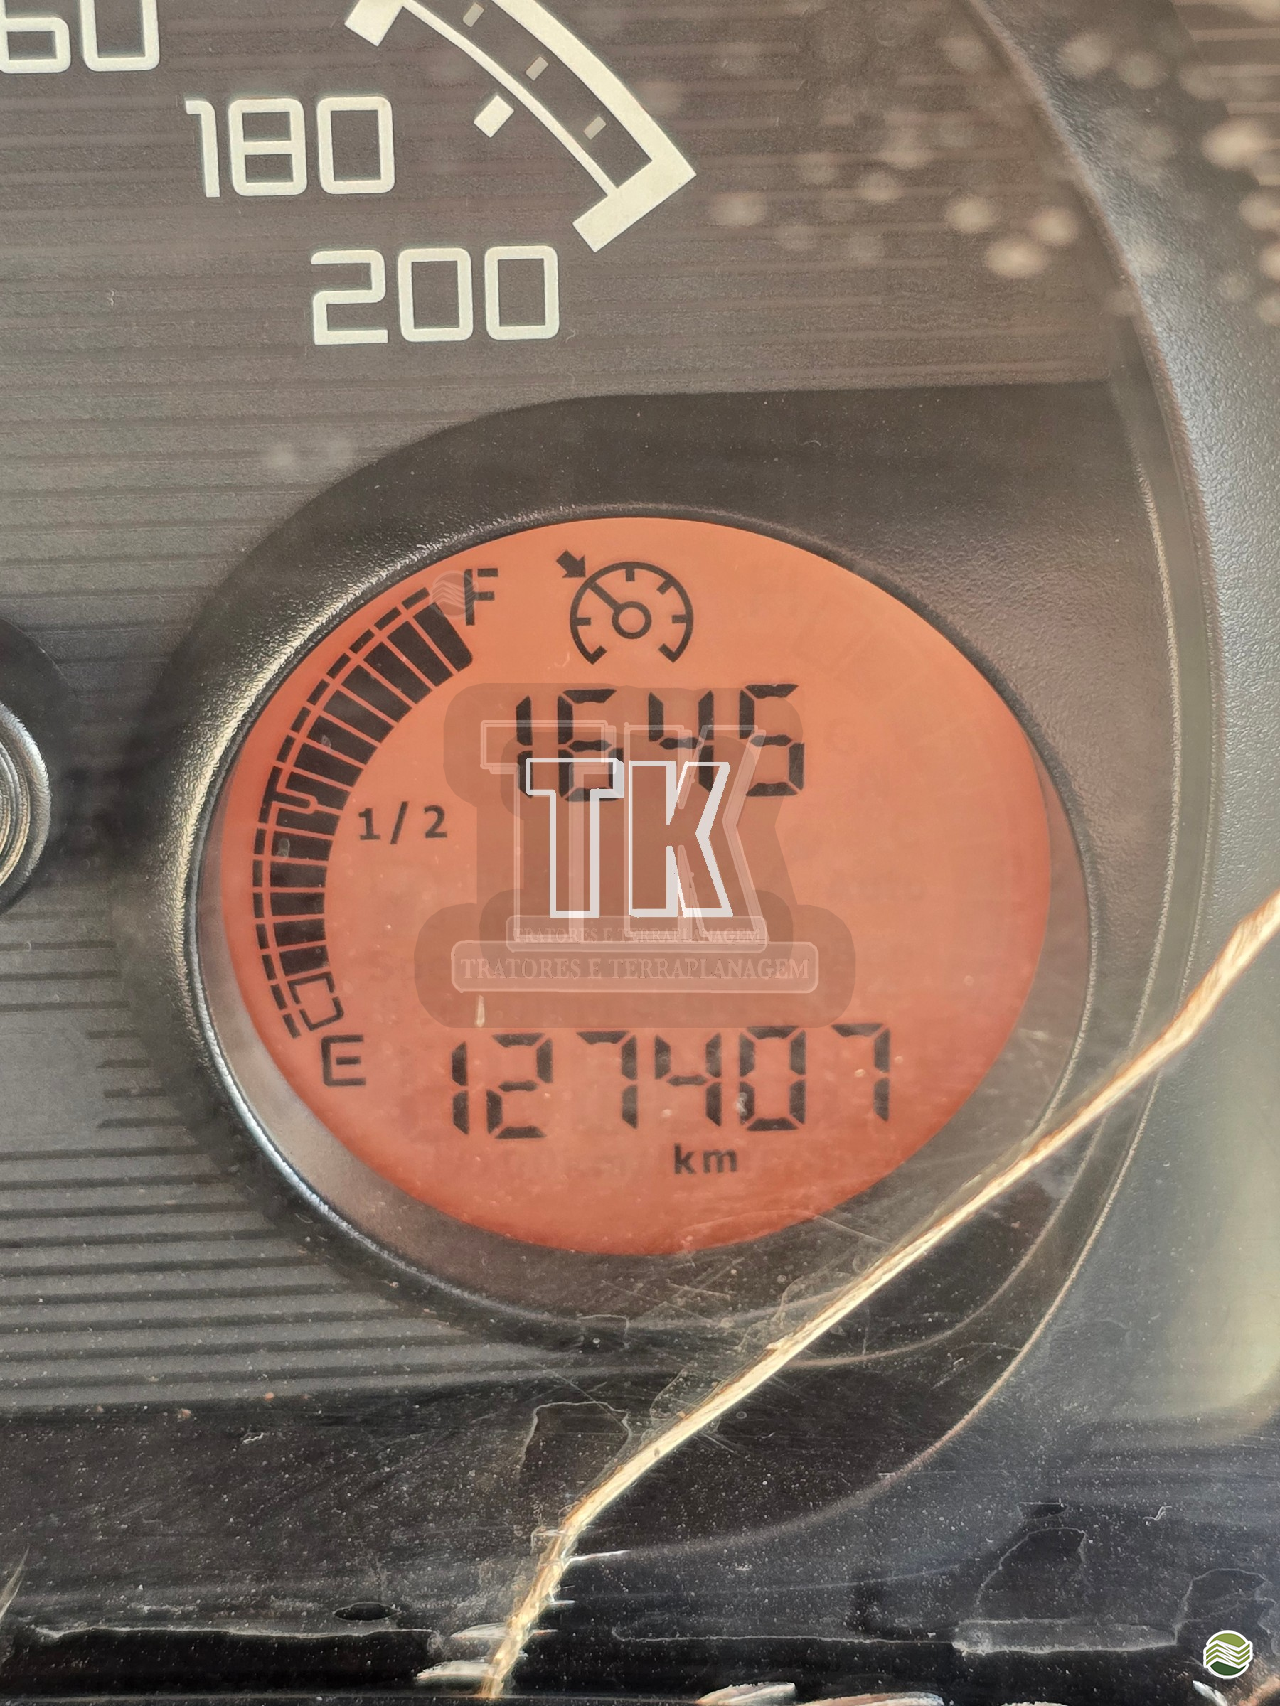 60
180
200
F
1645
1/2
TK
TRATORES E TERRAPLANAGEM
TRATORES E TERRAPLANAGEM
E
127407
km